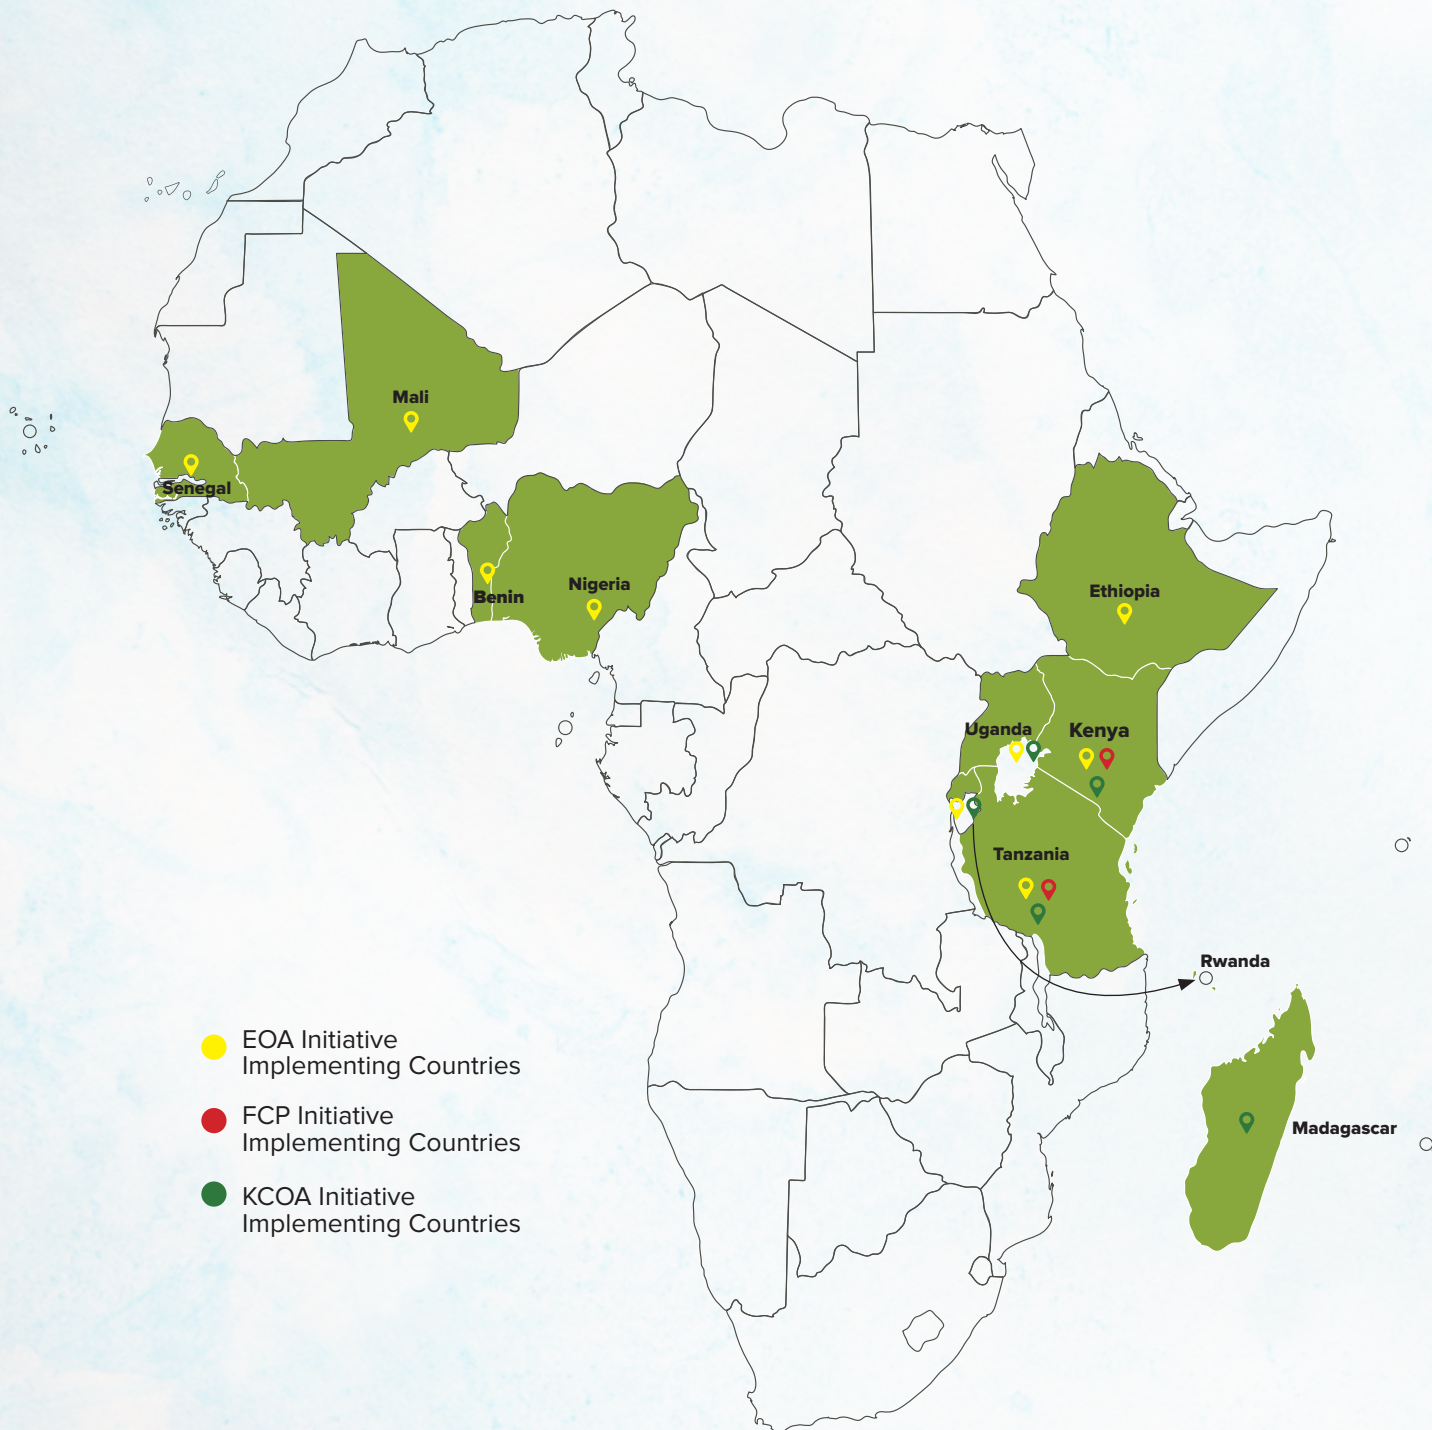 Mali
Senegal
Benin
Nigeria
Ethiopia
Uganda
Kenya
Tanzania
Rwanda
Madagascar
EOA Initiative
Implementing Countries
FCP Initiative
Implementing Countries
KCOA Initiative
Implementing Countries